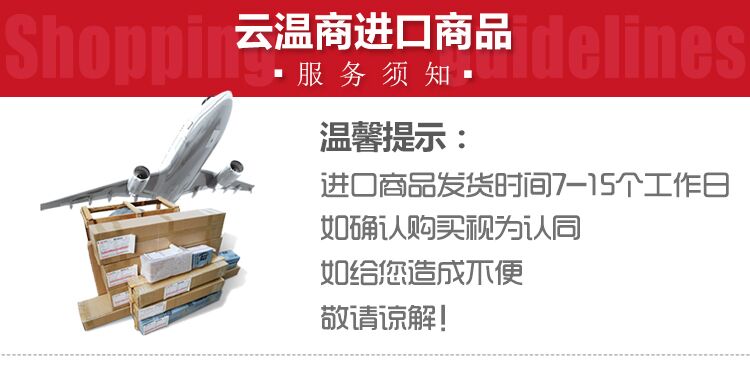 Shopping guidelines
云温商进口商品
·服务须知·
温馨提示：
进口商品发货时间7-15个工作日
如确认购买视为认同
如给您造成不便
敬请谅解！